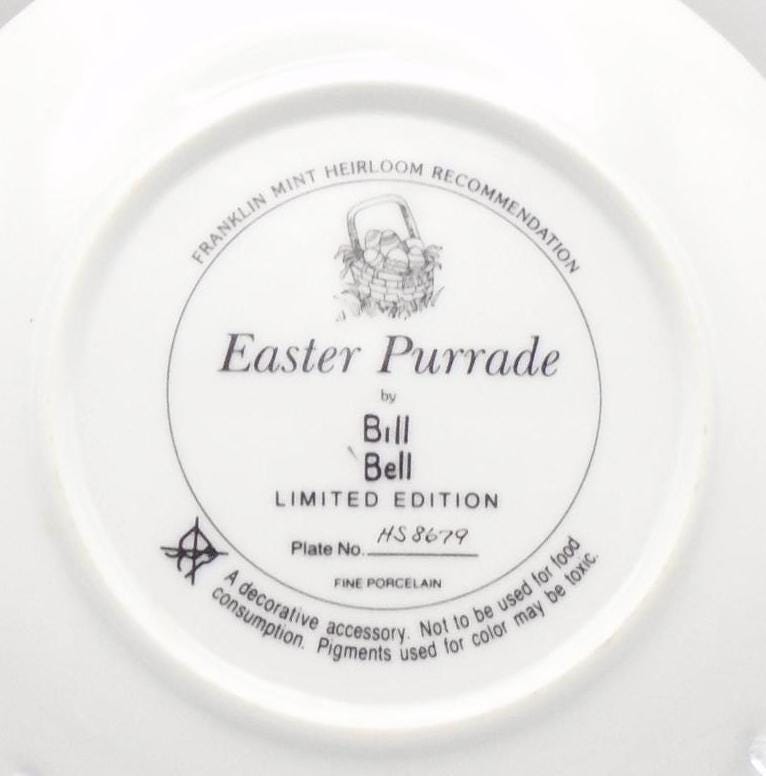 FRANKLIN MINT HEIRLOOM RECOMMENDATION
Easter Purrade
by
Bill
Bell
LIMITED EDITION
Plate No. HS8679
FINE PORCELAIN
A decorative accessory. Not to be used for food
consumption. Pigments used for color may be toxic.